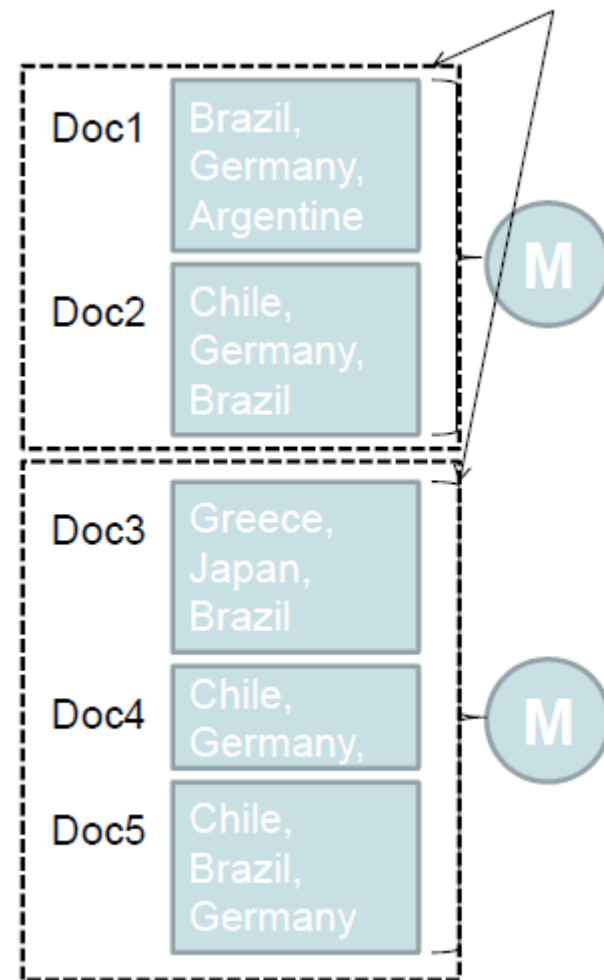 Doc1
Brazil,
Germany,
Argentine
M
Doc2
Chile,
Germany,
Brazil
Doc3
Greece,
Japan,
Brazil
Doc4
Chile,
Germany,
M
Doc5
Chile,
Brazil,
Germany